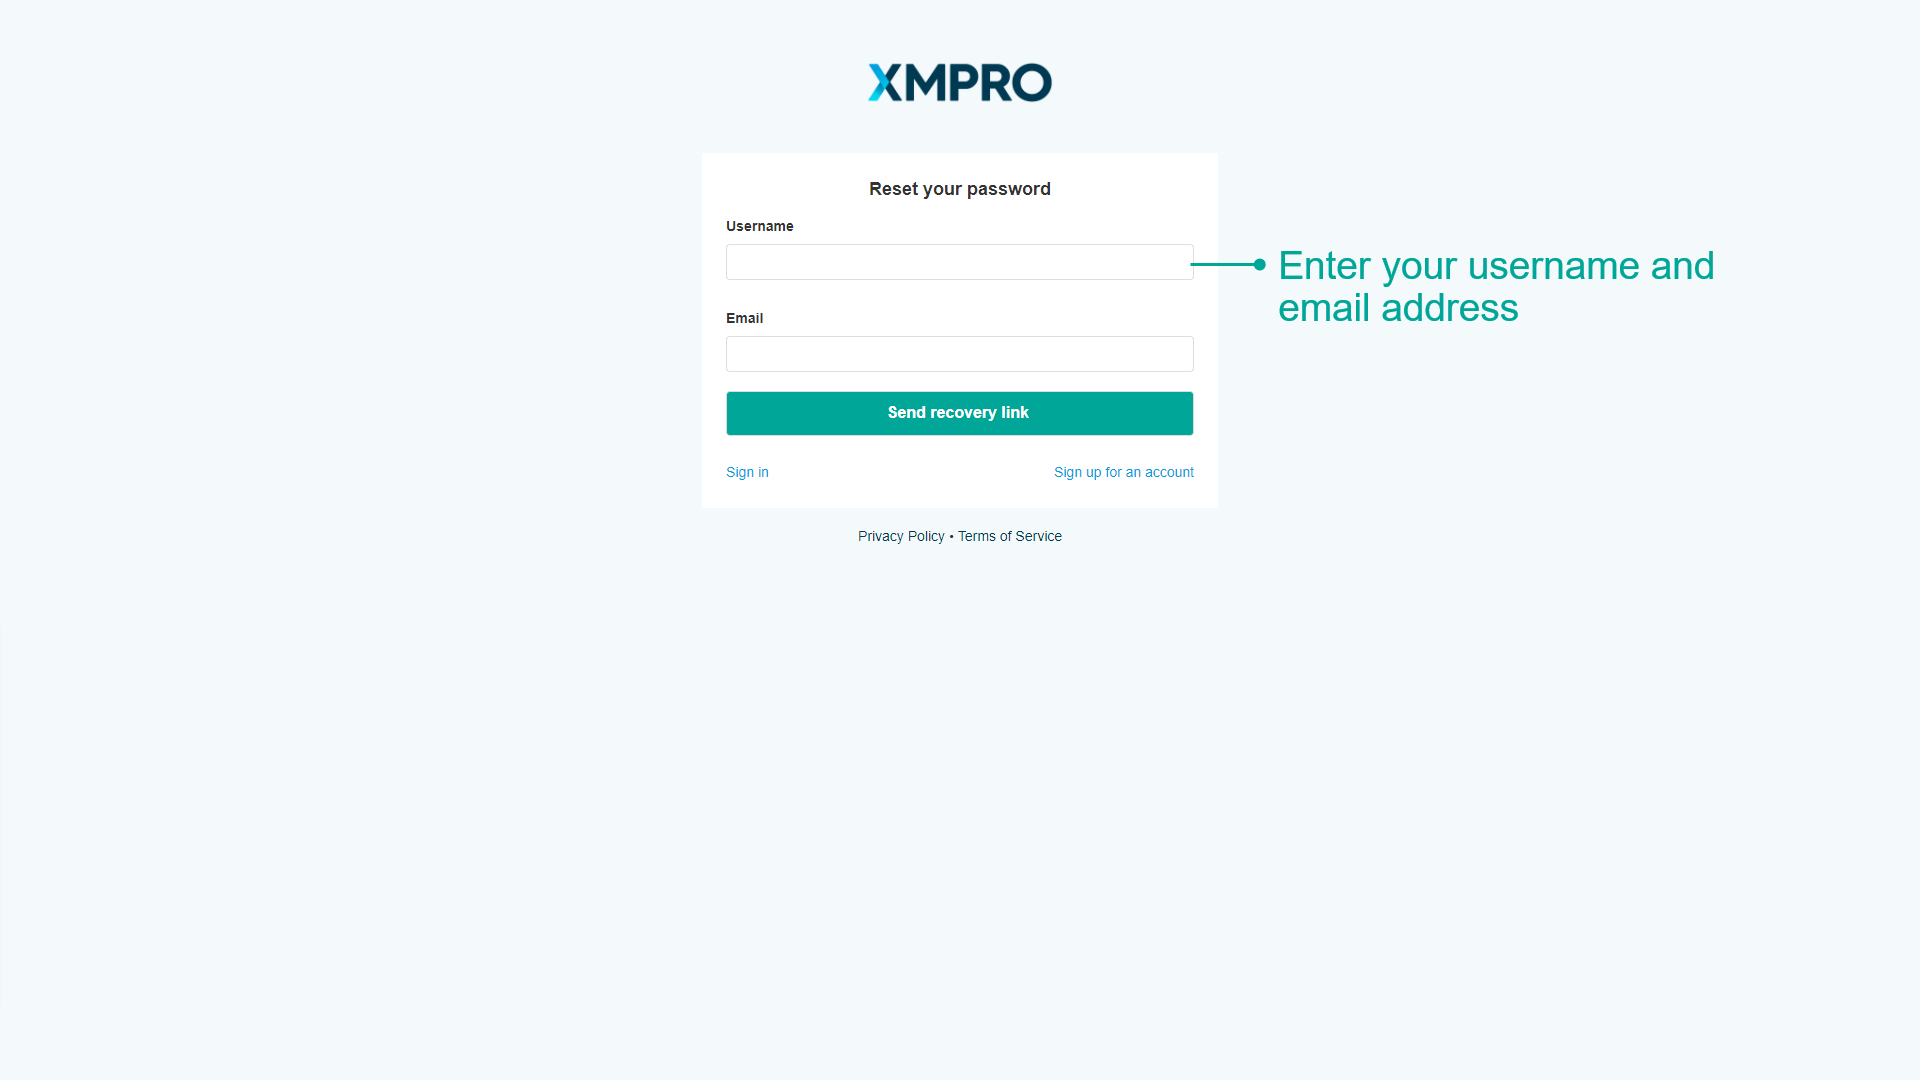 XMPRO
Reset your password
Username
Enter your username and
email address
Email
Send recovery link
Sign in
Sign up for an account
Privacy Policy • Terms of Service